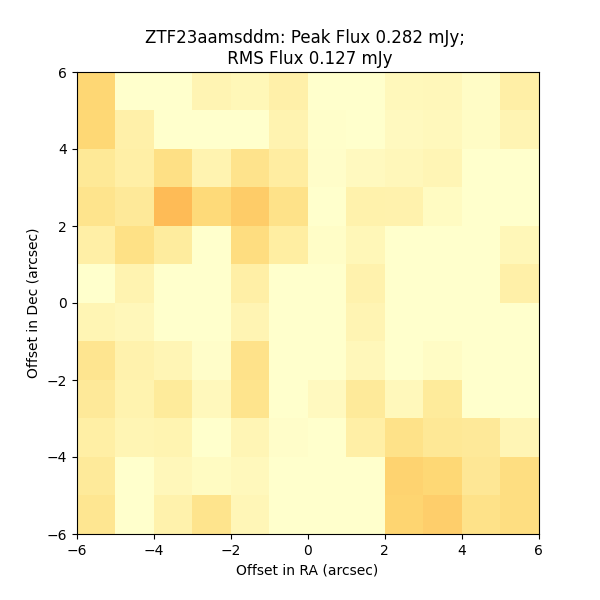 ZTF23aamsddm: Peak Flux 0.282 mJy;
RMS Flux 0.127 mJy
6
4
2
0
−2
−4
−6
Offset in Dec (arcsec)
−6 −4 −2 0 2 4 6
Offset in RA (arcsec)